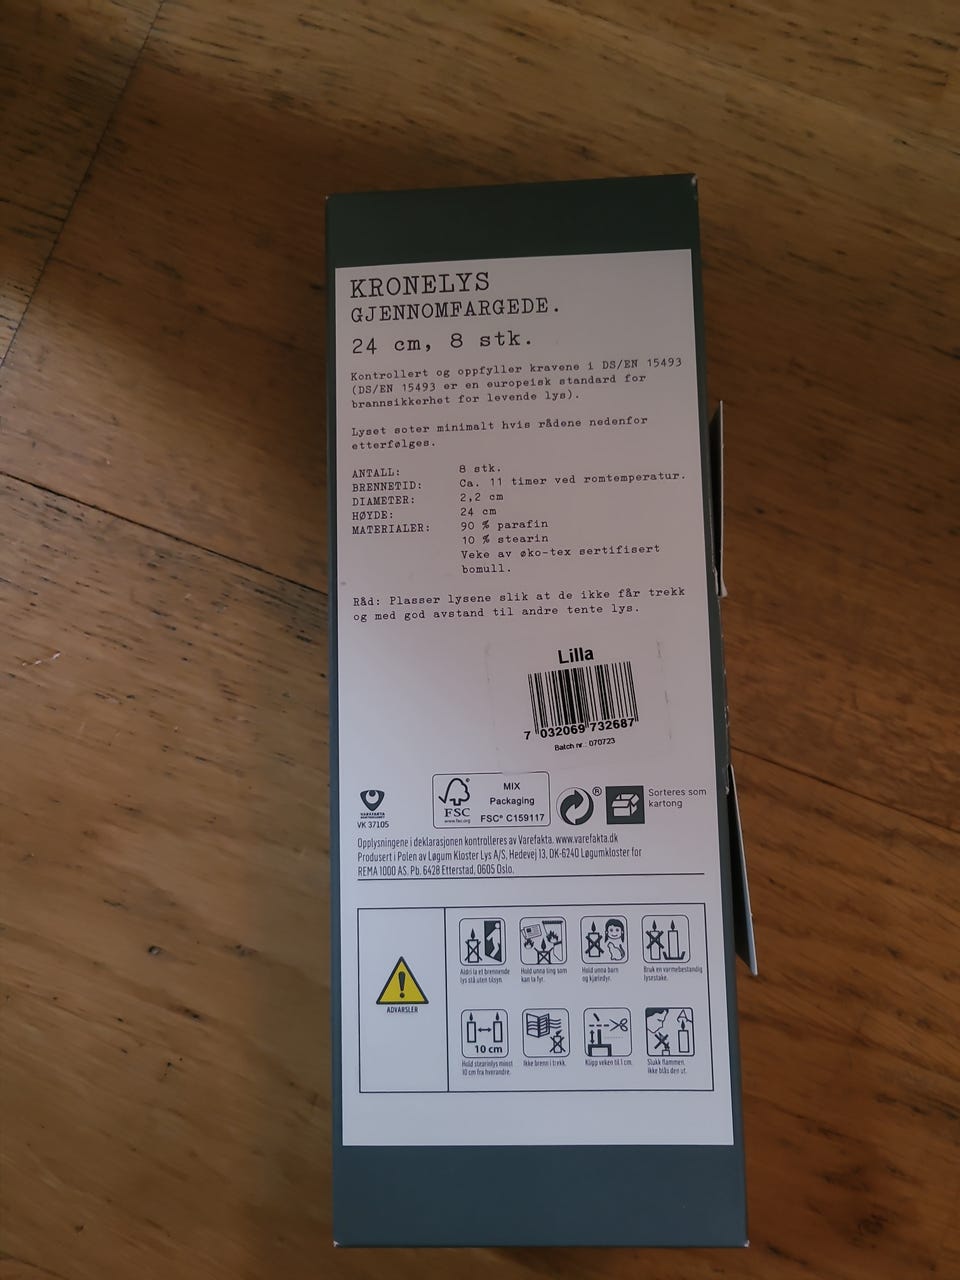 KRONELYS
GJENNOMFARGEDE.
24 cm, 8 stk.
Kontrollert og oppfyller kravene i DS/EN 15493
(DS/EN 15493 er en europeisk standard for
brannsikkerhet for levende lys).
Lyset soter minimalt hvis rådene nedenfor
etterfølges.
ANTALL: 8 stk.
BRENNETID: Ca. 11 timer ved romtemperatur.
DIAMETER: 2,2 cm
HØYDE: 24 cm
MATERIALER: 90 % parafin
10 % stearin
Veke av øko-tex sertifisert
bomull.
Råd: Plasser lysene slik at de ikke får trekk
og med god avstand til andre tente lys.
Lilla
7 032069 732687
Batch nr.: 070723
VAREFAKTA
VK 37105
FSC®
www.fsc.org
MIX
Packaging
FSC® C159117
®
Sorteres som
kartong
Opplysningene i deklarasjonen kontrolleres av Varefakta. www.varefakta.dk
Produsert i Polen av Løgum Kloster Lys A/S, Hedevej 13, DK-6240 Løgumkloster for
REMA 1000 AS. Pb. 6428 Etterstad, 0605 Oslo.
ADVARSLER
Aldri la et brennende
lys stå uten tilsyn.
Hold unna ting som
kan ta fyr.
Hold unna barn
og kjæledyr.
Bruk en varmebestandig
lysestake.
10 cm
Hold stearinlys minst
10 cm fra hverandre.
Ikke brenn i trekk.
Klipp veken til 1 cm.
Slukk flammen.
Ikke blås den ut.